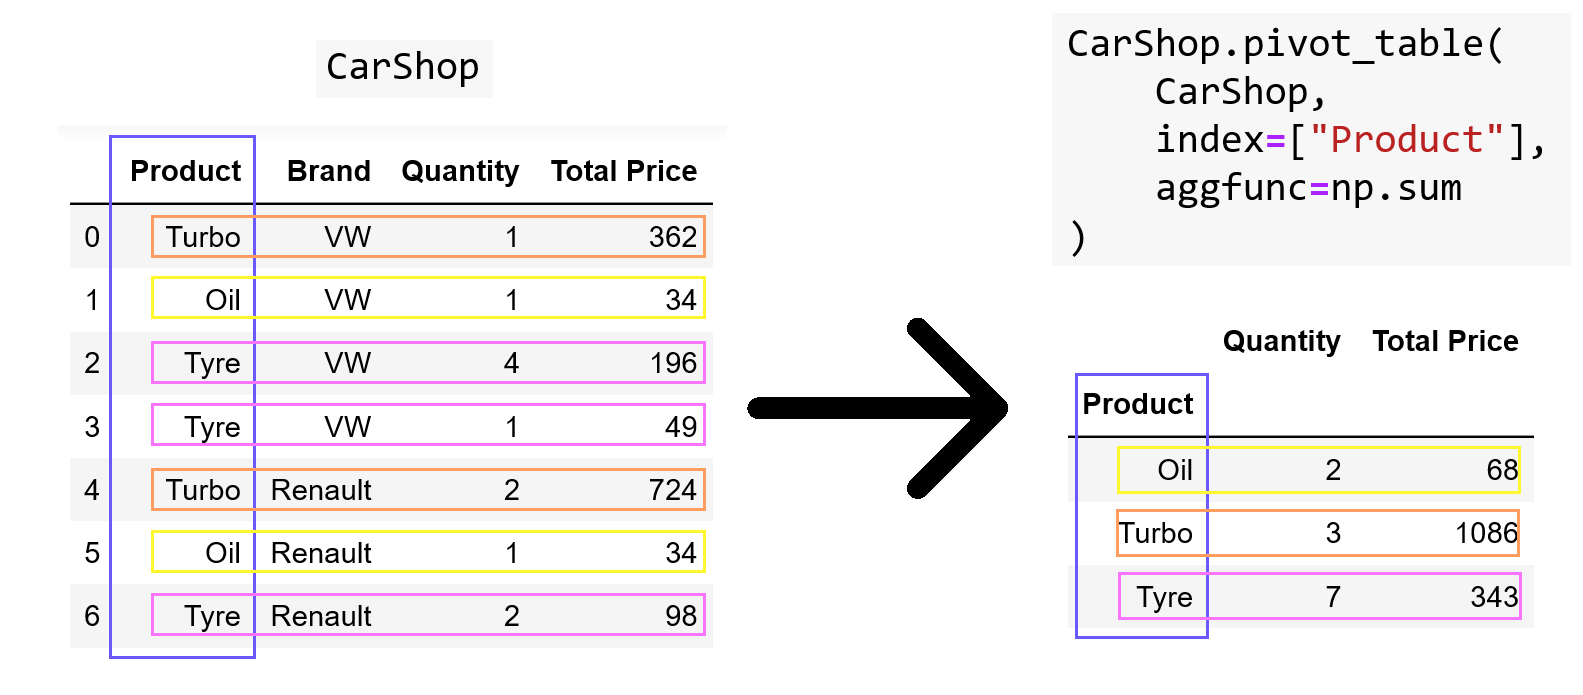 CarShop
Product Brand Quantity Total Price
0 Turbo VW 1 362
1 Oil VW 1 34
2 Tyre VW 4 196
3 Tyre VW 1 49
4 Turbo Renault 2 724
5 Oil Renault 1 34
6 Tyre Renault 2 98
CarShop.pivot_table(
    CarShop,
    index=["Product"],
    aggfunc=np.sum
)
Quantity Total Price
Product
Oil 2 68
Turbo 3 1086
Tyre 7 343